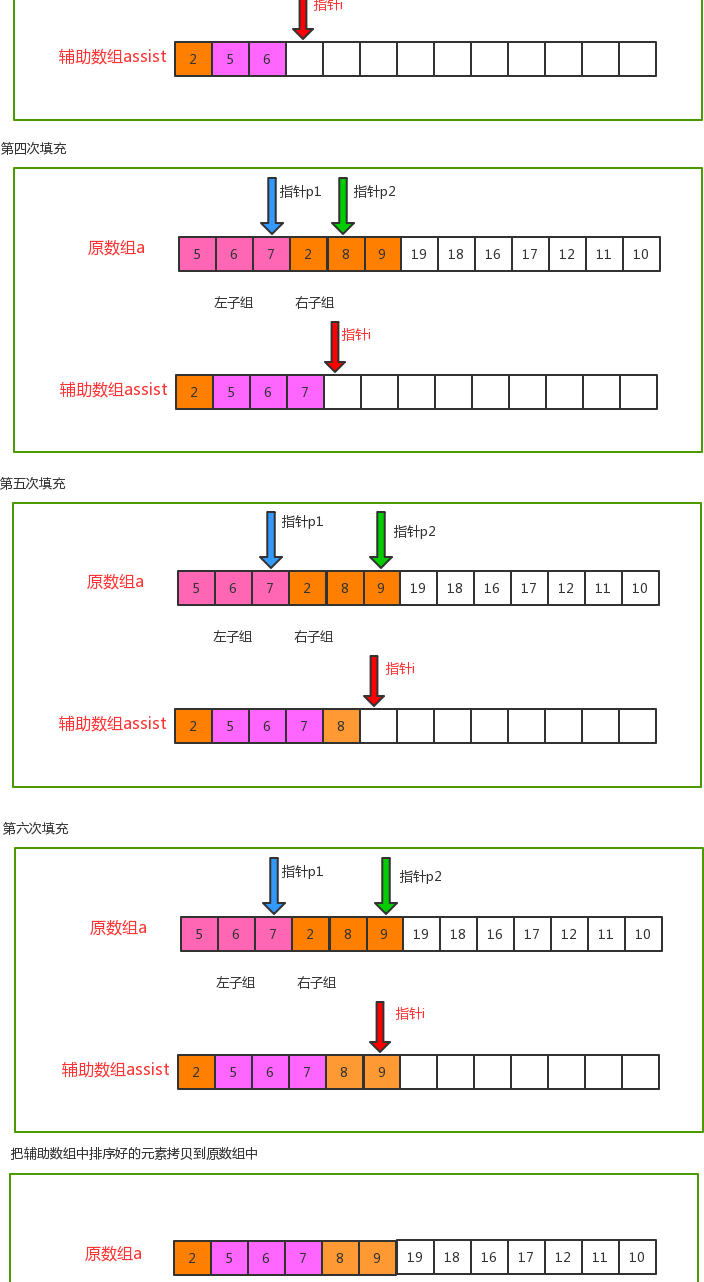 指针i
辅助数组assist 2 5 6
第四次填充
指针p1 指针p2
原数组a 5 6 7 2 8 9 19 18 16 17 12 11 10
左子组 右子组
指针i
辅助数组assist 2 5 6 7
第五次填充
指针p1 指针p2
原数组a 5 6 7 2 8 9 19 18 16 17 12 11 10
左子组 右子组
指针i
辅助数组assist 2 5 6 7 8
第六次填充
指针p1 指针p2
原数组a 5 6 7 2 8 9 19 18 16 17 12 11 10
左子组 右子组
指针i
辅助数组assist 2 5 6 7 8 9
把辅助数组中排序好的元素拷贝到原数组中
原数组a 2 5 6 7 8 9 19 18 16 17 12 11 10